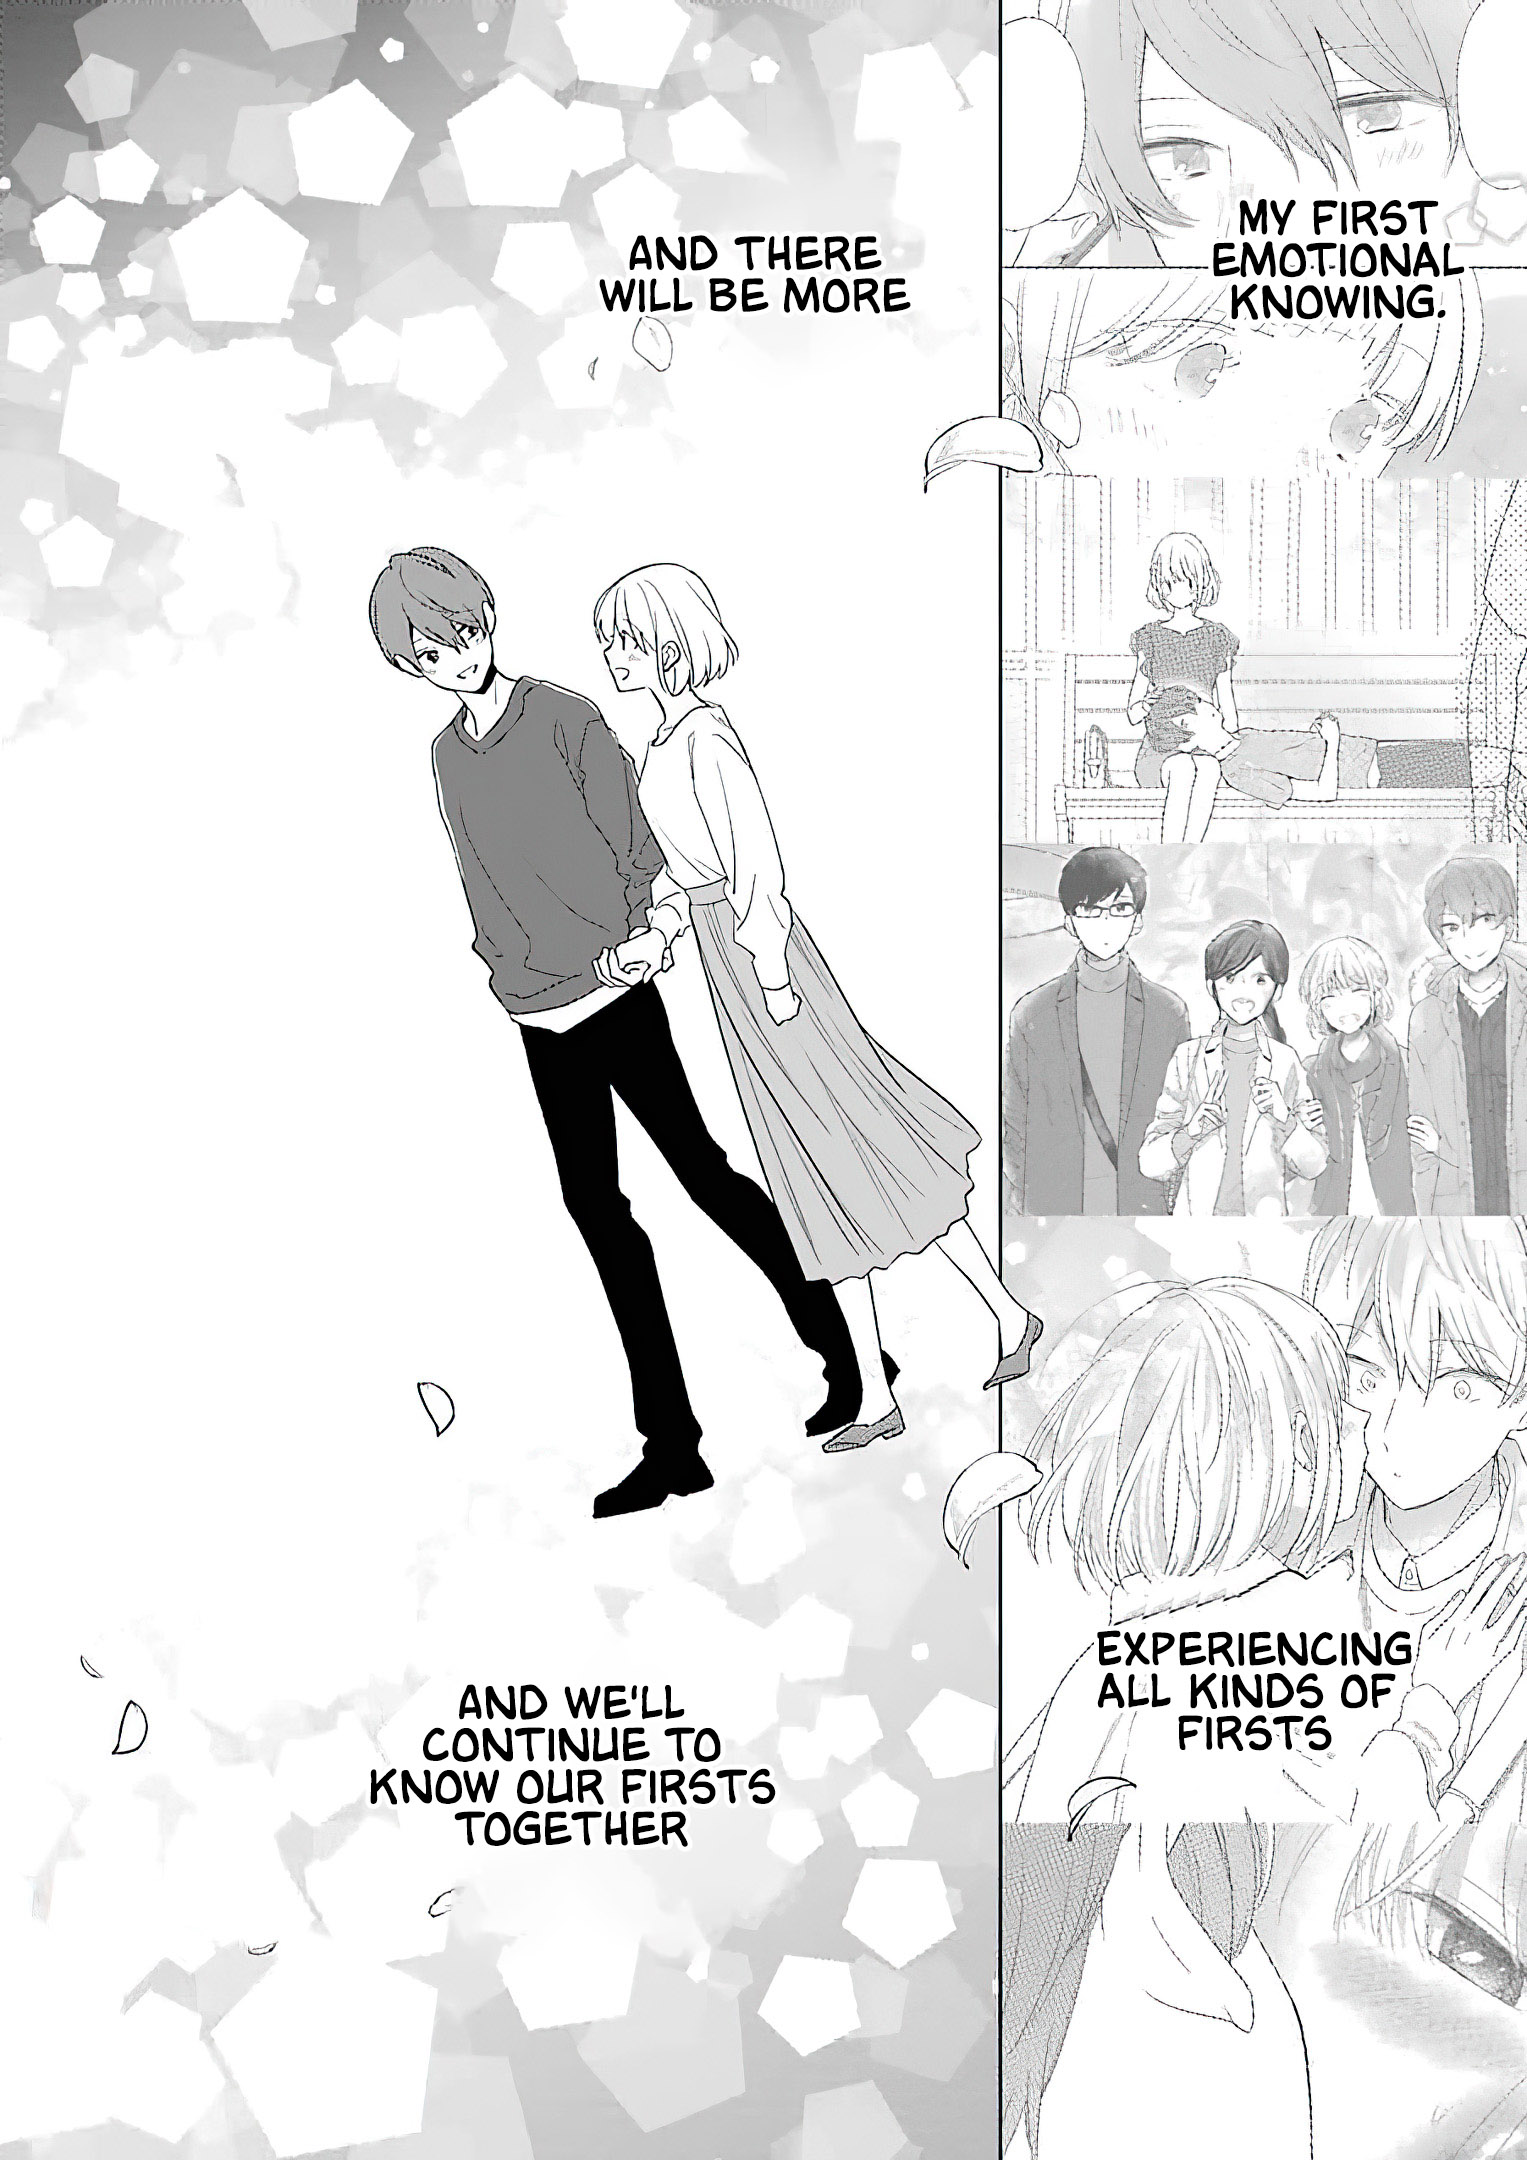 MY FIRST
EMOTIONAL
KNOWING.
EXPERIENCING
ALL KINDS OF
FIRSTS
AND THERE
WILL BE MORE
AND WE'LL
CONTINUE TO
KNOW OUR FIRSTS
TOGETHER